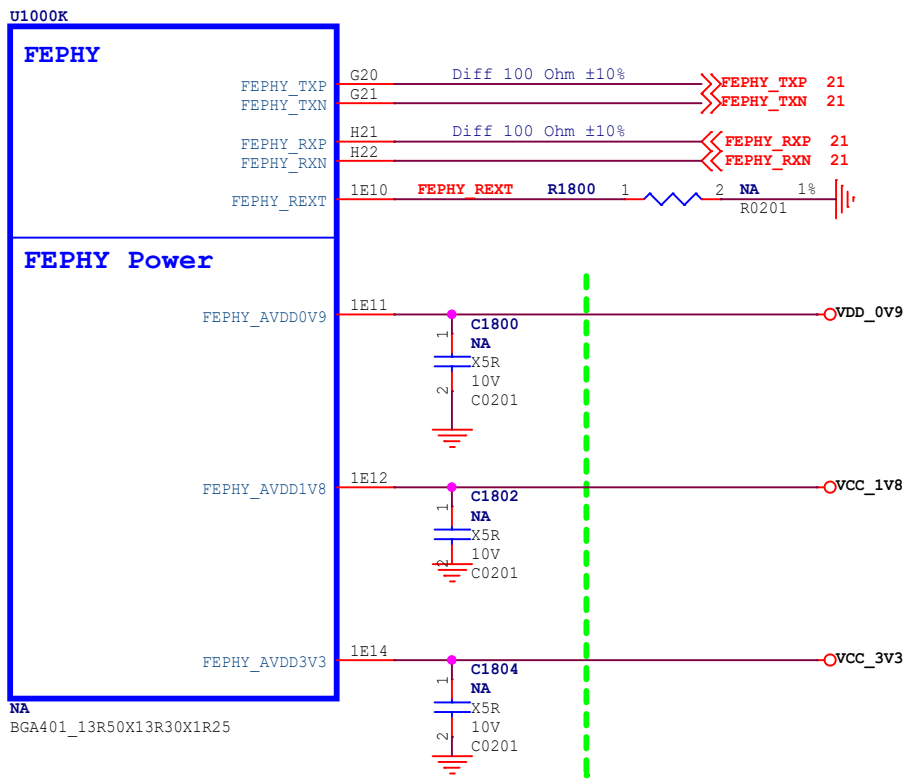 U1000K
FEPHY
FEPHY_TXP G20 Diff 100 Ohm ±10% FEPHY_TXP 21
FEPHY_TXN G21 FEPHY_TXN 21
FEPHY_RXP H21 Diff 100 Ohm ±10% FEPHY_RXP 21
FEPHY_RXN H22 FEPHY_RXN 21
FEPHY_REXT 1E10 FEPHY_REXT R1800 1 2 NA 1%
R0201
FEPHY Power
FEPHY_AVDD0V9 1E11 VDD_0V9
C1800
1 NA
X5R
2 10V
C0201
FEPHY_AVDD1V8 1E12 VCC_1V8
C1802
1 NA
X5R
2 10V
C0201
FEPHY_AVDD3V3 1E14 VCC_3V3
C1804
1 NA
X5R
2 10V
C0201
NA
BGA401_13R50X13R30X1R25